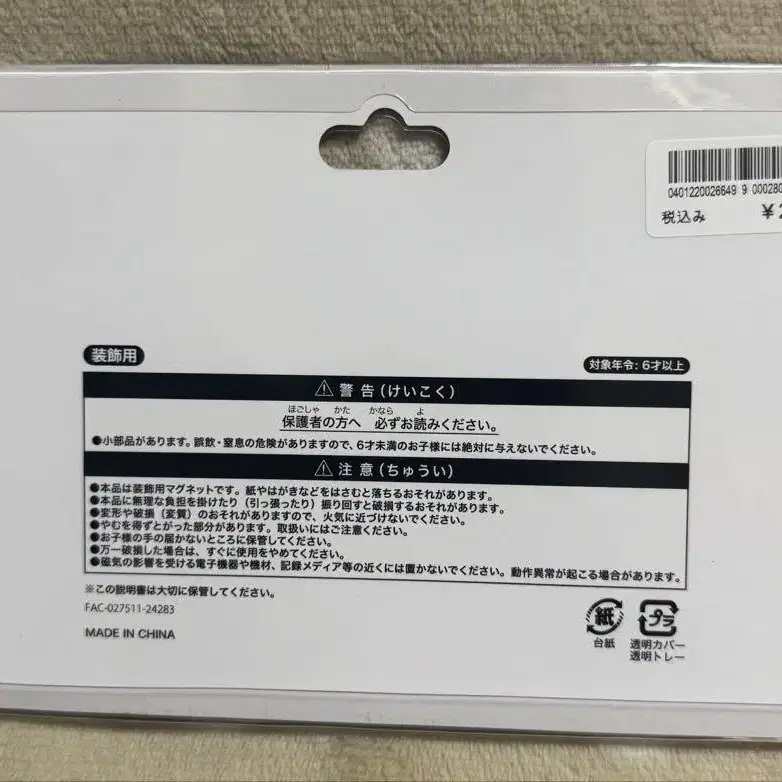 0401220026649 9 000280
税込み ¥2
装飾用
対象年令：6才以上
⚠ 警告（けいこく）
ほごしゃ かた かなら よ
保護者の方へ 必ずお読みください。
●小部品があります。誤飲・窒息の危険がありますので、6才未満のお子様には絶対に与えないでください。
⚠ 注意（ちゅうい）
●本品は装飾用マグネットです。紙やはがきなどをはさむと落ちるおそれがあります。
●本品に無理な負担を掛けたり（引っ張ったり）振り回すと破損するおそれがあります。
●変形や破損（変質）のおそれがありますので、火気に近づけないでください。
●やむを得ずとがった部分があります。取扱いにはご注意ください。
●お子様の手の届かないところに保管してください。
●万一破損した場合は、すぐに使用をやめてください。
●磁気の影響を受ける電子機器や機材、記録メディア等の近くには置かないでください。動作異常が起こる場合があります。
※この説明書は大切に保管してください。
FAC-027511-24283
MADE IN CHINA
紙
台紙
プラ
透明カバー
透明トレー